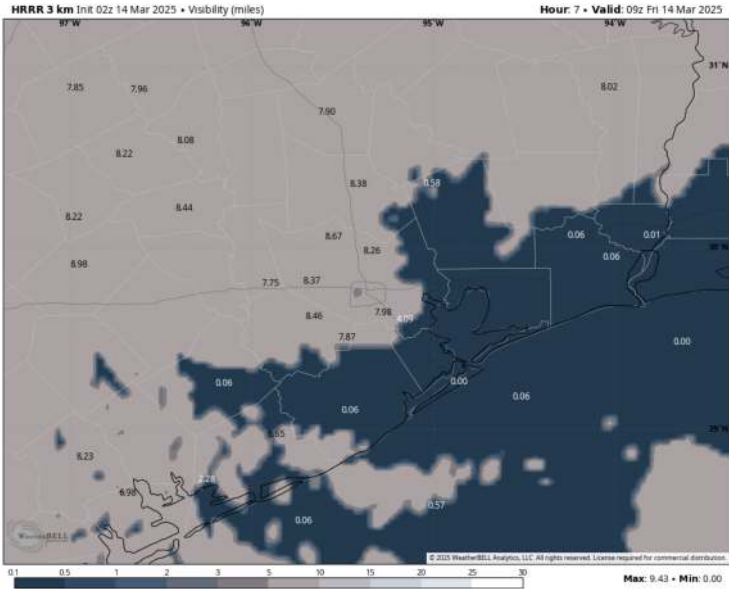 HRRR 3 km Init 02z 14 Mar 2025 • Visibility (miles)
Hour: 7 • Valid: 09z Fri 14 Mar 2025
97°W 96°W 95°W 94°W
31°N
7.85 7.96 8.02
7.90
8.08
8.22
8.38 0.58
8.44
8.22
8.67 0.06 0.01
30°N
8.26
8.98 0.06
7.75 8.37
8.46 7.98 4.09
7.87 0.00
0.06 0.00
0.06 0.06
29°N
8.23
2.28
6.98
0.57
0.06
WeatherBELL
© 2025 WeatherBELL Analytics, LLC. All rights reserved. License required for commercial distribution.
0.1 0.5 1 2 3 5 10 15 20 25 30
Max: 9.43 • Min: 0.00